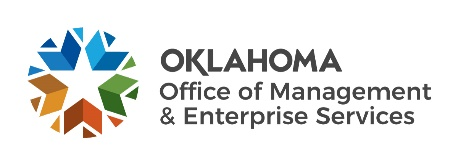 OKLAHOMA
Office of Management
& Enterprise Services